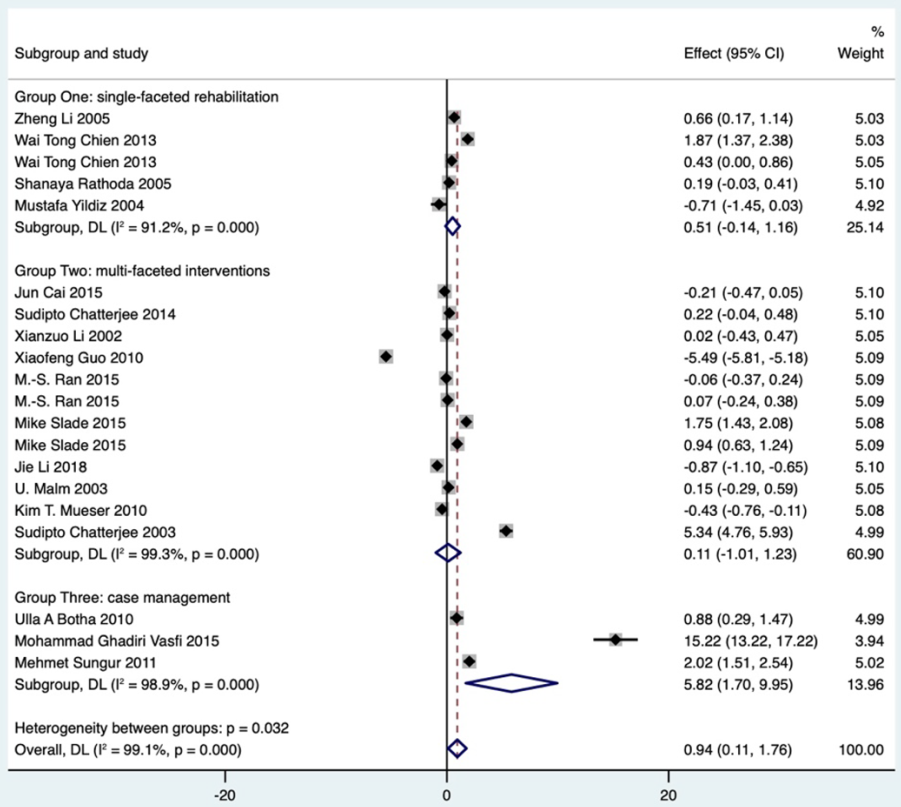 %
Subgroup and study Effect (95% CI) Weight
Group One: single-faceted rehabilitation
Zheng Li 2005 0.66 (0.17, 1.14) 5.03
Wai Tong Chien 2013 1.87 (1.37, 2.38) 5.03
Wai Tong Chien 2013 0.43 (0.00, 0.86) 5.05
Shanaya Rathoda 2005 0.19 (-0.03, 0.41) 5.10
Mustafa Yildiz 2004 -0.71 (-1.45, 0.03) 4.92
Subgroup, DL (I² = 91.2%, p = 0.000) 0.51 (-0.14, 1.16) 25.14
Group Two: multi-faceted interventions
Jun Cai 2015 -0.21 (-0.47, 0.05) 5.10
Sudipto Chatterjee 2014 0.22 (-0.04, 0.48) 5.10
Xianzuo Li 2002 0.02 (-0.43, 0.47) 5.05
Xiaofeng Guo 2010 -5.49 (-5.81, -5.18) 5.09
M.-S. Ran 2015 -0.06 (-0.37, 0.24) 5.09
M.-S. Ran 2015 0.07 (-0.24, 0.38) 5.09
Mike Slade 2015 1.75 (1.43, 2.08) 5.08
Mike Slade 2015 0.94 (0.63, 1.24) 5.09
Jie Li 2018 -0.87 (-1.10, -0.65) 5.10
U. Malm 2003 0.15 (-0.29, 0.59) 5.05
Kim T. Mueser 2010 -0.43 (-0.76, -0.11) 5.08
Sudipto Chatterjee 2003 5.34 (4.76, 5.93) 4.99
Subgroup, DL (I² = 99.3%, p = 0.000) 0.11 (-1.01, 1.23) 60.90
Group Three: case management
Ulla A Botha 2010 0.88 (0.29, 1.47) 4.99
Mohammad Ghadiri Vasfi 2015 15.22 (13.22, 17.22) 3.94
Mehmet Sungur 2011 2.02 (1.51, 2.54) 5.02
Subgroup, DL (I² = 98.9%, p = 0.000) 5.82 (1.70, 9.95) 13.96
Heterogeneity between groups: p = 0.032
Overall, DL (I² = 99.1%, p = 0.000) 0.94 (0.11, 1.76) 100.00
-20 0 20